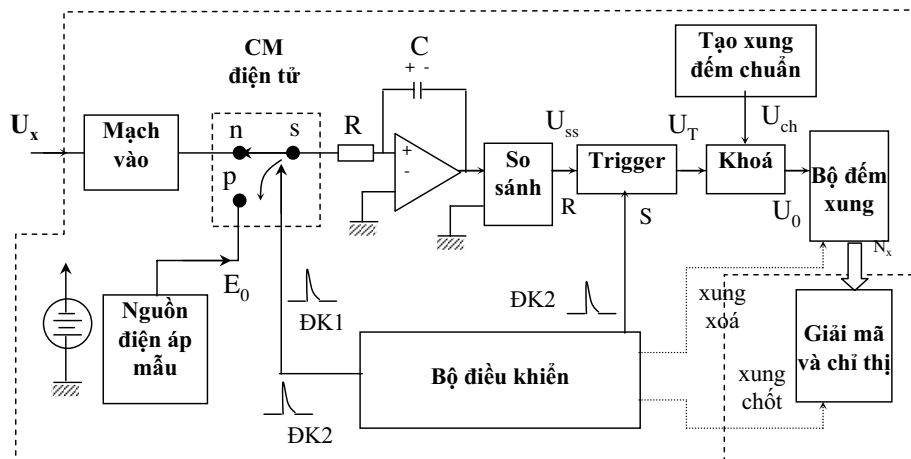 CM
điện tử
C
+ -
Tạo xung
đếm chuẩn
U_x
Mạch
vào
n
s
p
R
+
-
U_ss
So
sánh
R
Trigger
S
U_T
U_ch
Khoá
U_0
Bộ đếm
xung
N_x
E_0
Nguồn
điện áp
mẫu
ĐK1
ĐK2
ĐK2
Bộ điều khiển
xung
xoá
xung
chốt
Giải mã
và chỉ thị